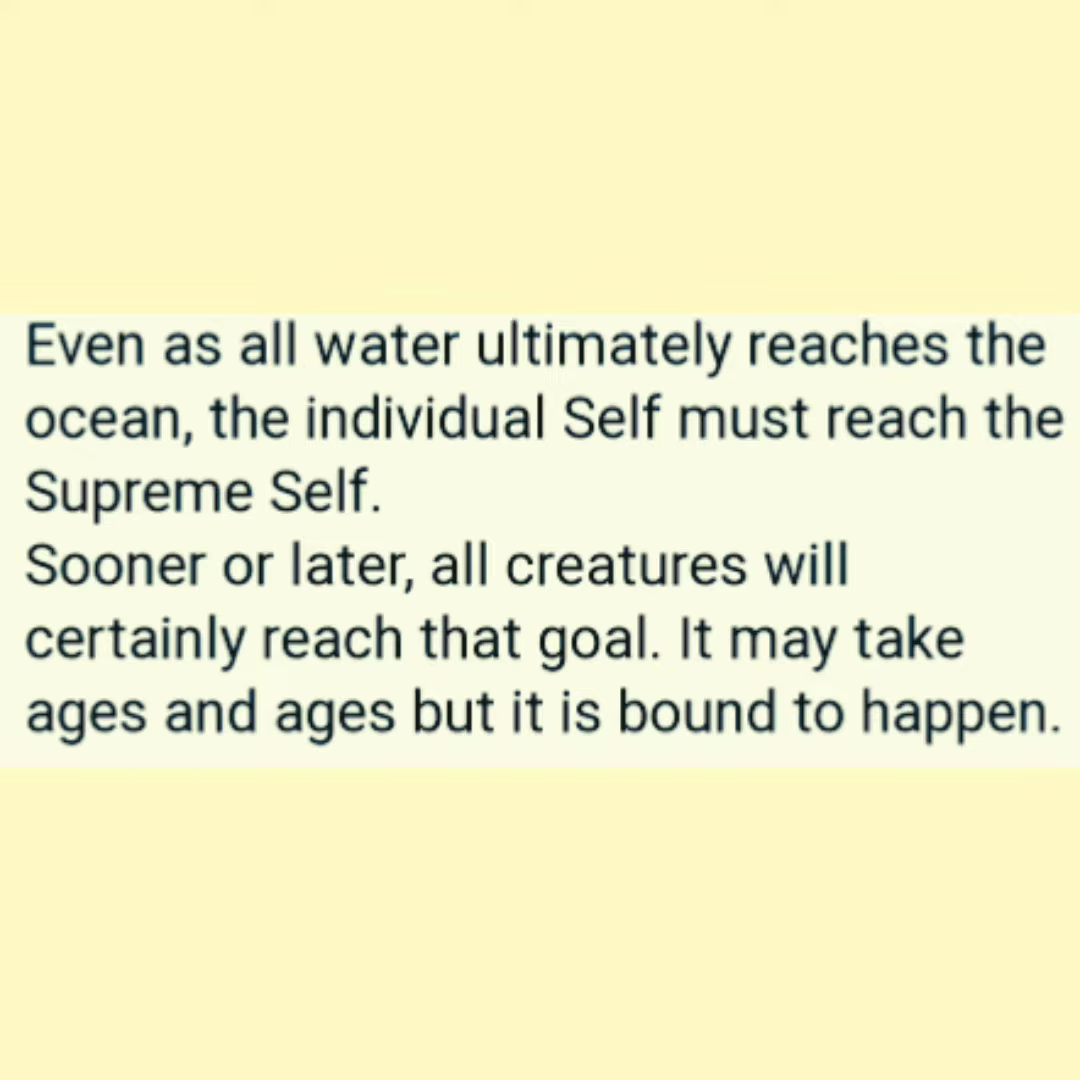 Even as all water ultimately reaches the
ocean, the individual Self must reach the
Supreme Self.
Sooner or later, all creatures will
certainly reach that goal. It may take
ages and ages but it is bound to happen.